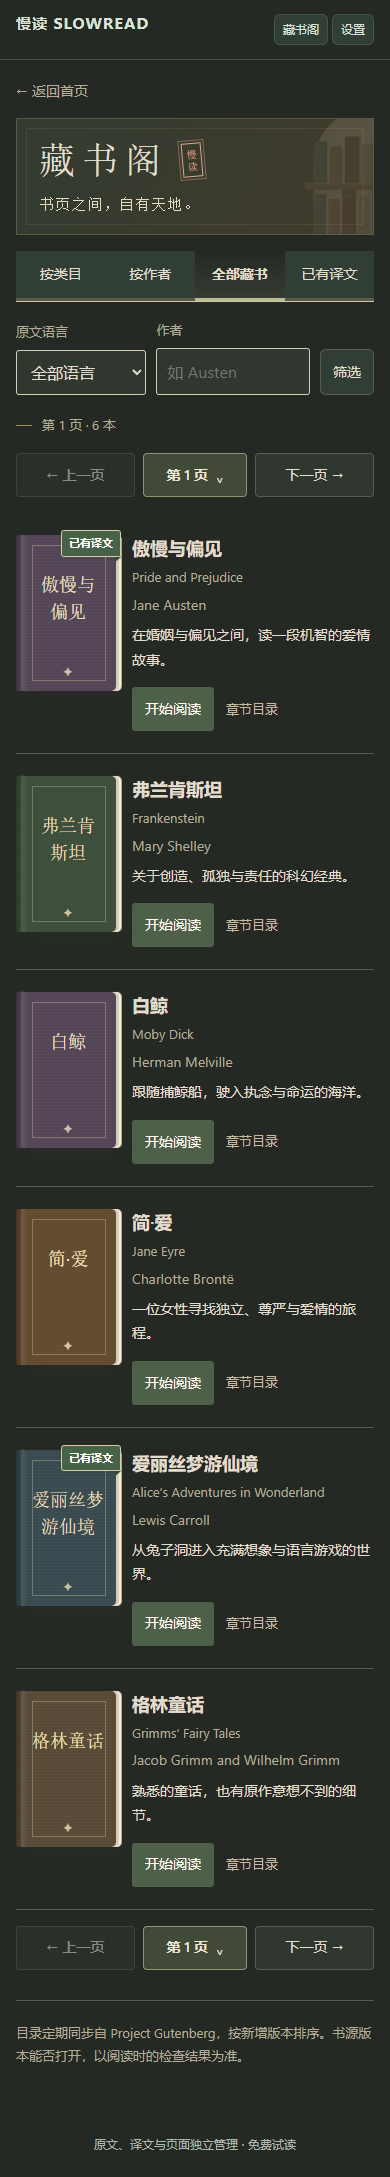 慢读 SLOWREAD
藏书阁 设置
← 返回首页
藏书阁
慢读
书页之间，自有天地。
按类目 按作者 全部藏书 已有译文
原文语言 作者
全部语言 如 Austen 筛选
— 第 1 页 · 6 本
← 上一页 第 1 页 下一页 →
已有译文
傲慢与
偏见
傲慢与偏见
Pride and Prejudice
Jane Austen
在婚姻与偏见之间，读一段机智的爱情
故事。
开始阅读 章节目录
弗兰肯
斯坦
弗兰肯斯坦
Frankenstein
Mary Shelley
关于创造、孤独与责任的科幻经典。
开始阅读 章节目录
白鲸
白鲸
Moby Dick
Herman Melville
跟随捕鲸船，驶入执念与命运的海洋。
开始阅读 章节目录
简·爱
简·爱
Jane Eyre
Charlotte Brontë
一位女性寻找独立、尊严与爱情的旅
程。
开始阅读 章节目录
已有译文
爱丽丝梦
游仙境
爱丽丝梦游仙境
Alice's Adventures in Wonderland
Lewis Carroll
从兔子洞进入充满想象与语言游戏的世
界。
开始阅读 章节目录
格林童话
格林童话
Grimms' Fairy Tales
Jacob Grimm and Wilhelm Grimm
熟悉的童话，也有原作意想不到的细
节。
开始阅读 章节目录
← 上一页 第 1 页 下一页 →
目录定期同步自 Project Gutenberg，按新增版本排序。书源版
本能否打开，以阅读时的检查结果为准。
原文、译文与页面独立管理 · 免费试读